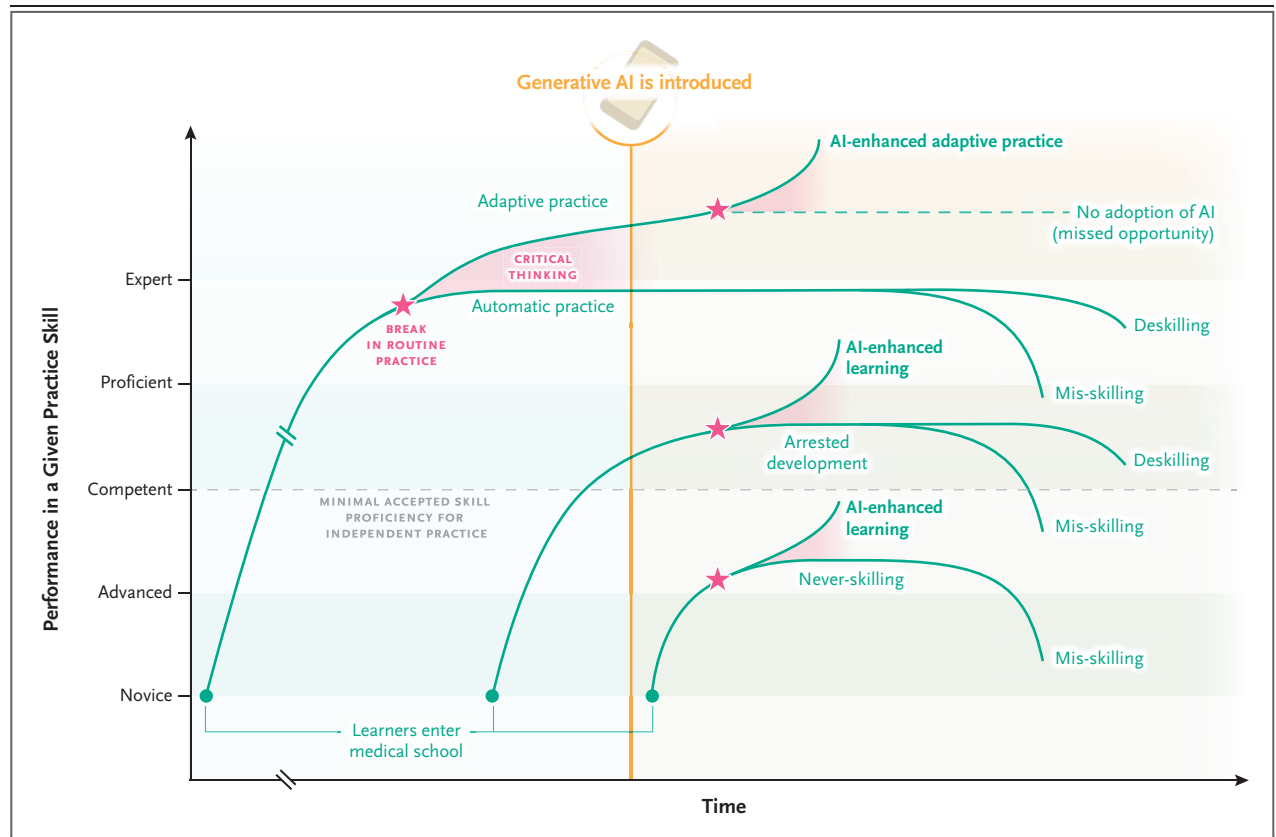 Generative AI is introduced
AI-enhanced adaptive practice
Adaptive practice
No adoption of AI
(missed opportunity)
CRITICAL
THINKING
Expert
Automatic practice
BREAK
IN ROUTINE
PRACTICE
Deskilling
AI-enhanced
learning
Proficient
Mis-skilling
Arrested
development
Deskilling
Competent
MINIMAL ACCEPTED SKILL
PROFICIENCY FOR
INDEPENDENT PRACTICE
AI-enhanced
learning
Mis-skilling
Never-skilling
Advanced
Mis-skilling
Novice
Learners enter
medical school
Performance in a Given Practice Skill
Time